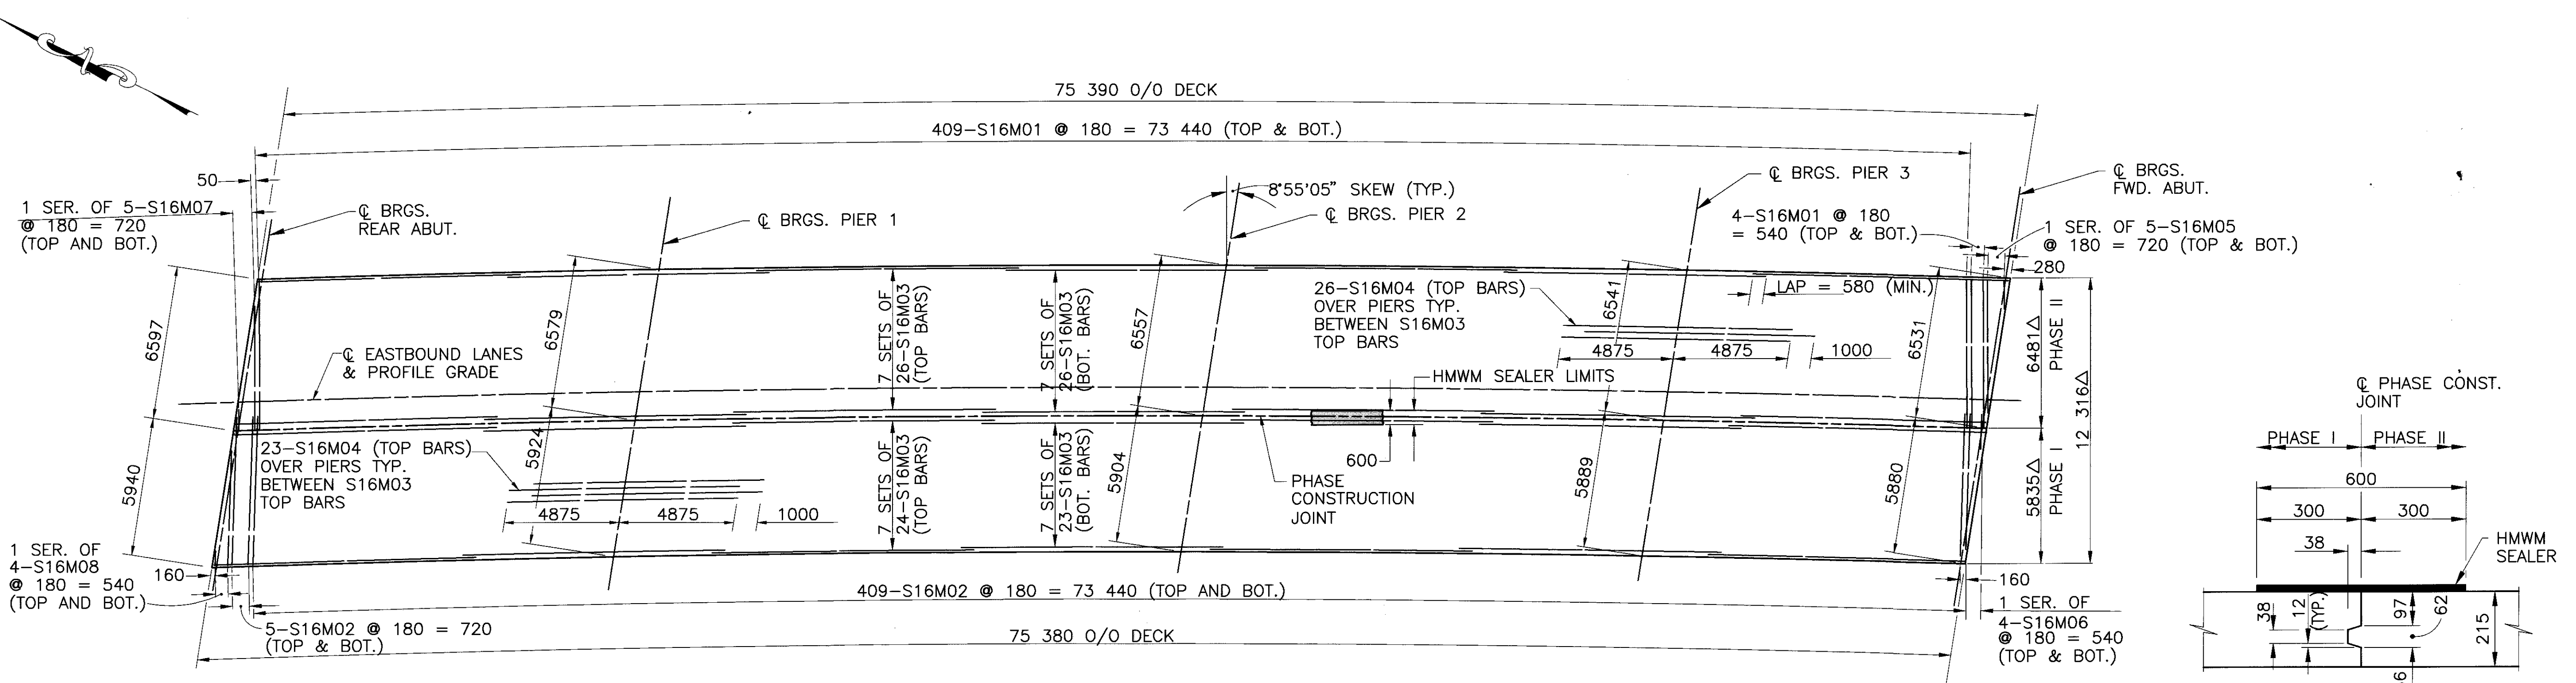 75 390 O/O DECK
409-S16M01 @ 180 = 73 440 (TOP & BOT.)
50
1 SER. OF 5-S16M07
@ 180 = 720
(TOP AND BOT.)
℄ BRGS.
REAR ABUT.
℄ BRGS. PIER 1
8°55'05" SKEW (TYP.)
℄ BRGS. PIER 2
℄ BRGS. PIER 3
℄ BRGS.
FWD. ABUT.
4-S16M01 @ 180
= 540 (TOP & BOT.)
1 SER. OF 5-S16M05
@ 180 = 720 (TOP & BOT.)
280
6597
6579
6557
6541
6531
7 SETS OF
26-S16M03
(TOP BARS)
7 SETS OF
26-S16M03
(BOT. BARS)
26-S16M04 (TOP BARS)
OVER PIERS TYP.
BETWEEN S16M03
TOP BARS
LAP = 580 (MIN.)
4875
4875
1000
6481△
PHASE II
12 316△
℄ EASTBOUND LANES
& PROFILE GRADE
HMWM SEALER LIMITS
5940
5924
5904
5889
5880
23-S16M04 (TOP BARS)
OVER PIERS TYP.
BETWEEN S16M03
TOP BARS
4875
4875
1000
7 SETS OF
24-S16M03
(TOP BARS)
7 SETS OF
23-S16M03
(BOT. BARS)
600
PHASE
CONSTRUCTION
JOINT
5835△
PHASE I
1 SER. OF
4-S16M08
@ 180 = 540
(TOP AND BOT.)
160
5-S16M02 @ 180 = 720
(TOP & BOT.)
409-S16M02 @ 180 = 73 440 (TOP AND BOT.)
75 380 O/O DECK
160
1 SER. OF
4-S16M06
@ 180 = 540
(TOP & BOT.)
℄ PHASE CONST.
JOINT
PHASE I
PHASE II
600
300
300
38
HMWM
SEALER
38
12
(TYP.)
97
62
215